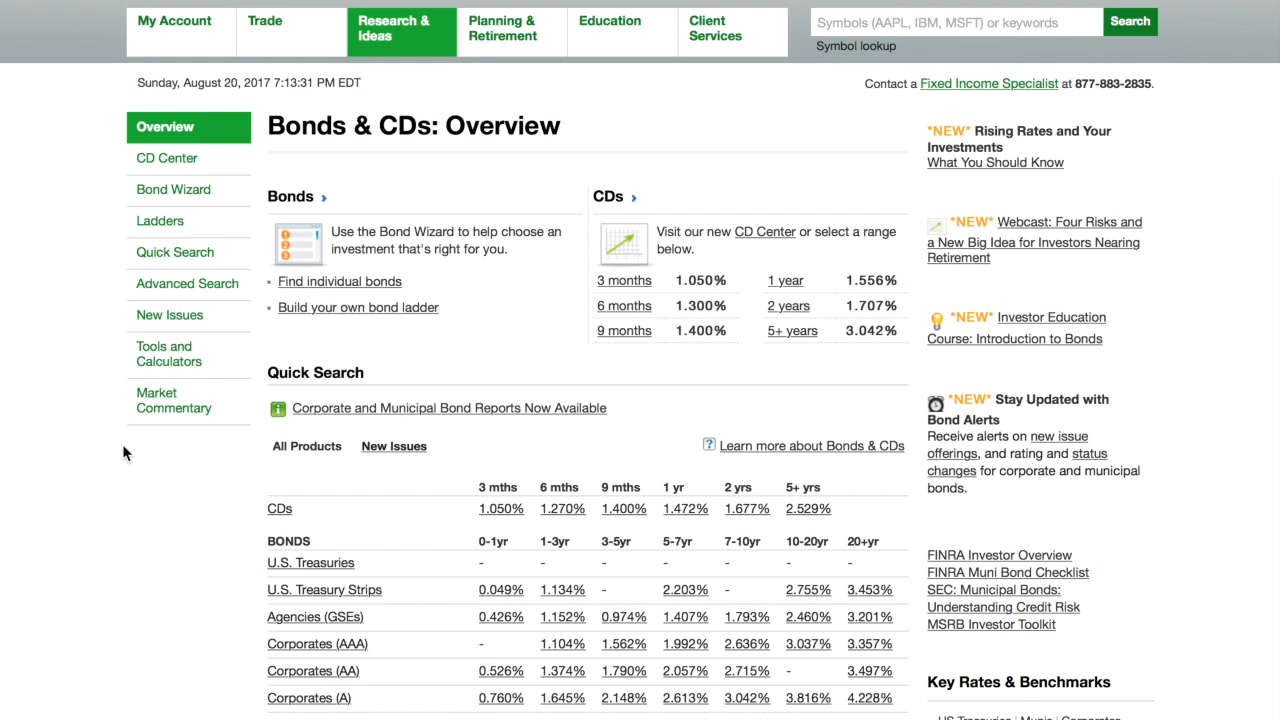 My Account
Trade
Research &
Ideas
Planning &
Retirement
Education
Client
Services
Symbols (AAPL, IBM, MSFT) or keywords
Search
Symbol lookup
Sunday, August 20, 2017 7:13:31 PM EDT
Contact a Fixed Income Specialist at 877-883-2835.
Overview
CD Center
Bond Wizard
Ladders
Quick Search
Advanced Search
New Issues
Tools and
Calculators
Market
Commentary
Bonds & CDs: Overview
Bonds ›
Use the Bond Wizard to help choose an
investment that's right for you.
Find individual bonds
Build your own bond ladder
CDs ›
Visit our new CD Center or select a range
below.
3 months 1.050% 1 year 1.556%
6 months 1.300% 2 years 1.707%
9 months 1.400% 5+ years 3.042%
Quick Search
Corporate and Municipal Bond Reports Now Available
All Products New Issues
? Learn more about Bonds & CDs
3 mths 6 mths 9 mths 1 yr 2 yrs 5+ yrs
CDs 1.050% 1.270% 1.400% 1.472% 1.677% 2.529%
BONDS 0-1yr 1-3yr 3-5yr 5-7yr 7-10yr 10-20yr 20+yr
U.S. Treasuries - - - - - - -
U.S. Treasury Strips 0.049% 1.134% - 2.203% - 2.755% 3.453%
Agencies (GSEs) 0.426% 1.152% 0.974% 1.407% 1.793% 2.460% 3.201%
Corporates (AAA) - 1.104% 1.562% 1.992% 2.636% 3.037% 3.357%
Corporates (AA) 0.526% 1.374% 1.790% 2.057% 2.715% - 3.497%
Corporates (A) 0.760% 1.645% 2.148% 2.613% 3.042% 3.816% 4.228%
*NEW* Rising Rates and Your
Investments
What You Should Know
*NEW* Webcast: Four Risks and
a New Big Idea for Investors Nearing
Retirement
*NEW* Investor Education
Course: Introduction to Bonds
*NEW* Stay Updated with
Bond Alerts
Receive alerts on new issue
offerings, and rating and status
changes for corporate and municipal
bonds.
FINRA Investor Overview
FINRA Muni Bond Checklist
SEC: Municipal Bonds:
Understanding Credit Risk
MSRB Investor Toolkit
Key Rates & Benchmarks
US Treasuries | Munis | Corporates